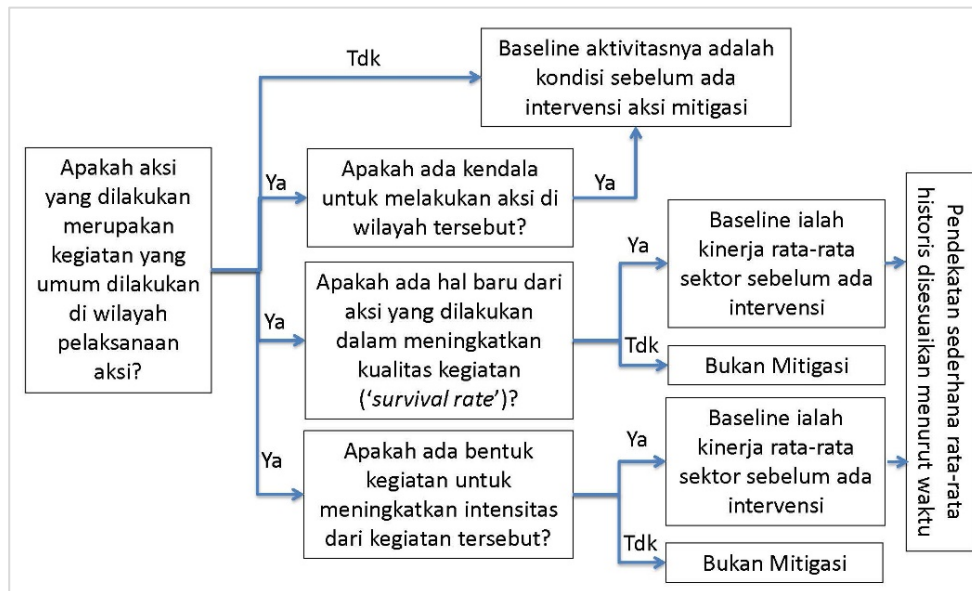 Apakah aksi
yang dilakukan
merupakan
kegiatan yang
umum dilakukan
di wilayah
pelaksanaan
aksi?
Tdk
Baseline aktivitasnya adalah
kondisi sebelum ada
intervensi aksi mitigasi
Ya
Apakah ada kendala
untuk melakukan aksi di
wilayah tersebut?
Ya
Ya
Apakah ada hal baru dari
aksi yang dilakukan
dalam meningkatkan
kualitas kegiatan
('survival rate')?
Ya
Baseline ialah
kinerja rata-rata
sektor sebelum ada
intervensi
Tdk
Bukan Mitigasi
Ya
Apakah ada bentuk
kegiatan untuk
meningkatkan intensitas
dari kegiatan tersebut?
Ya
Baseline ialah
kinerja rata-rata
sektor sebelum ada
intervensi
Tdk
Bukan Mitigasi
Pendekatan sederhana rata-rata
historis disesuaikan menurut waktu